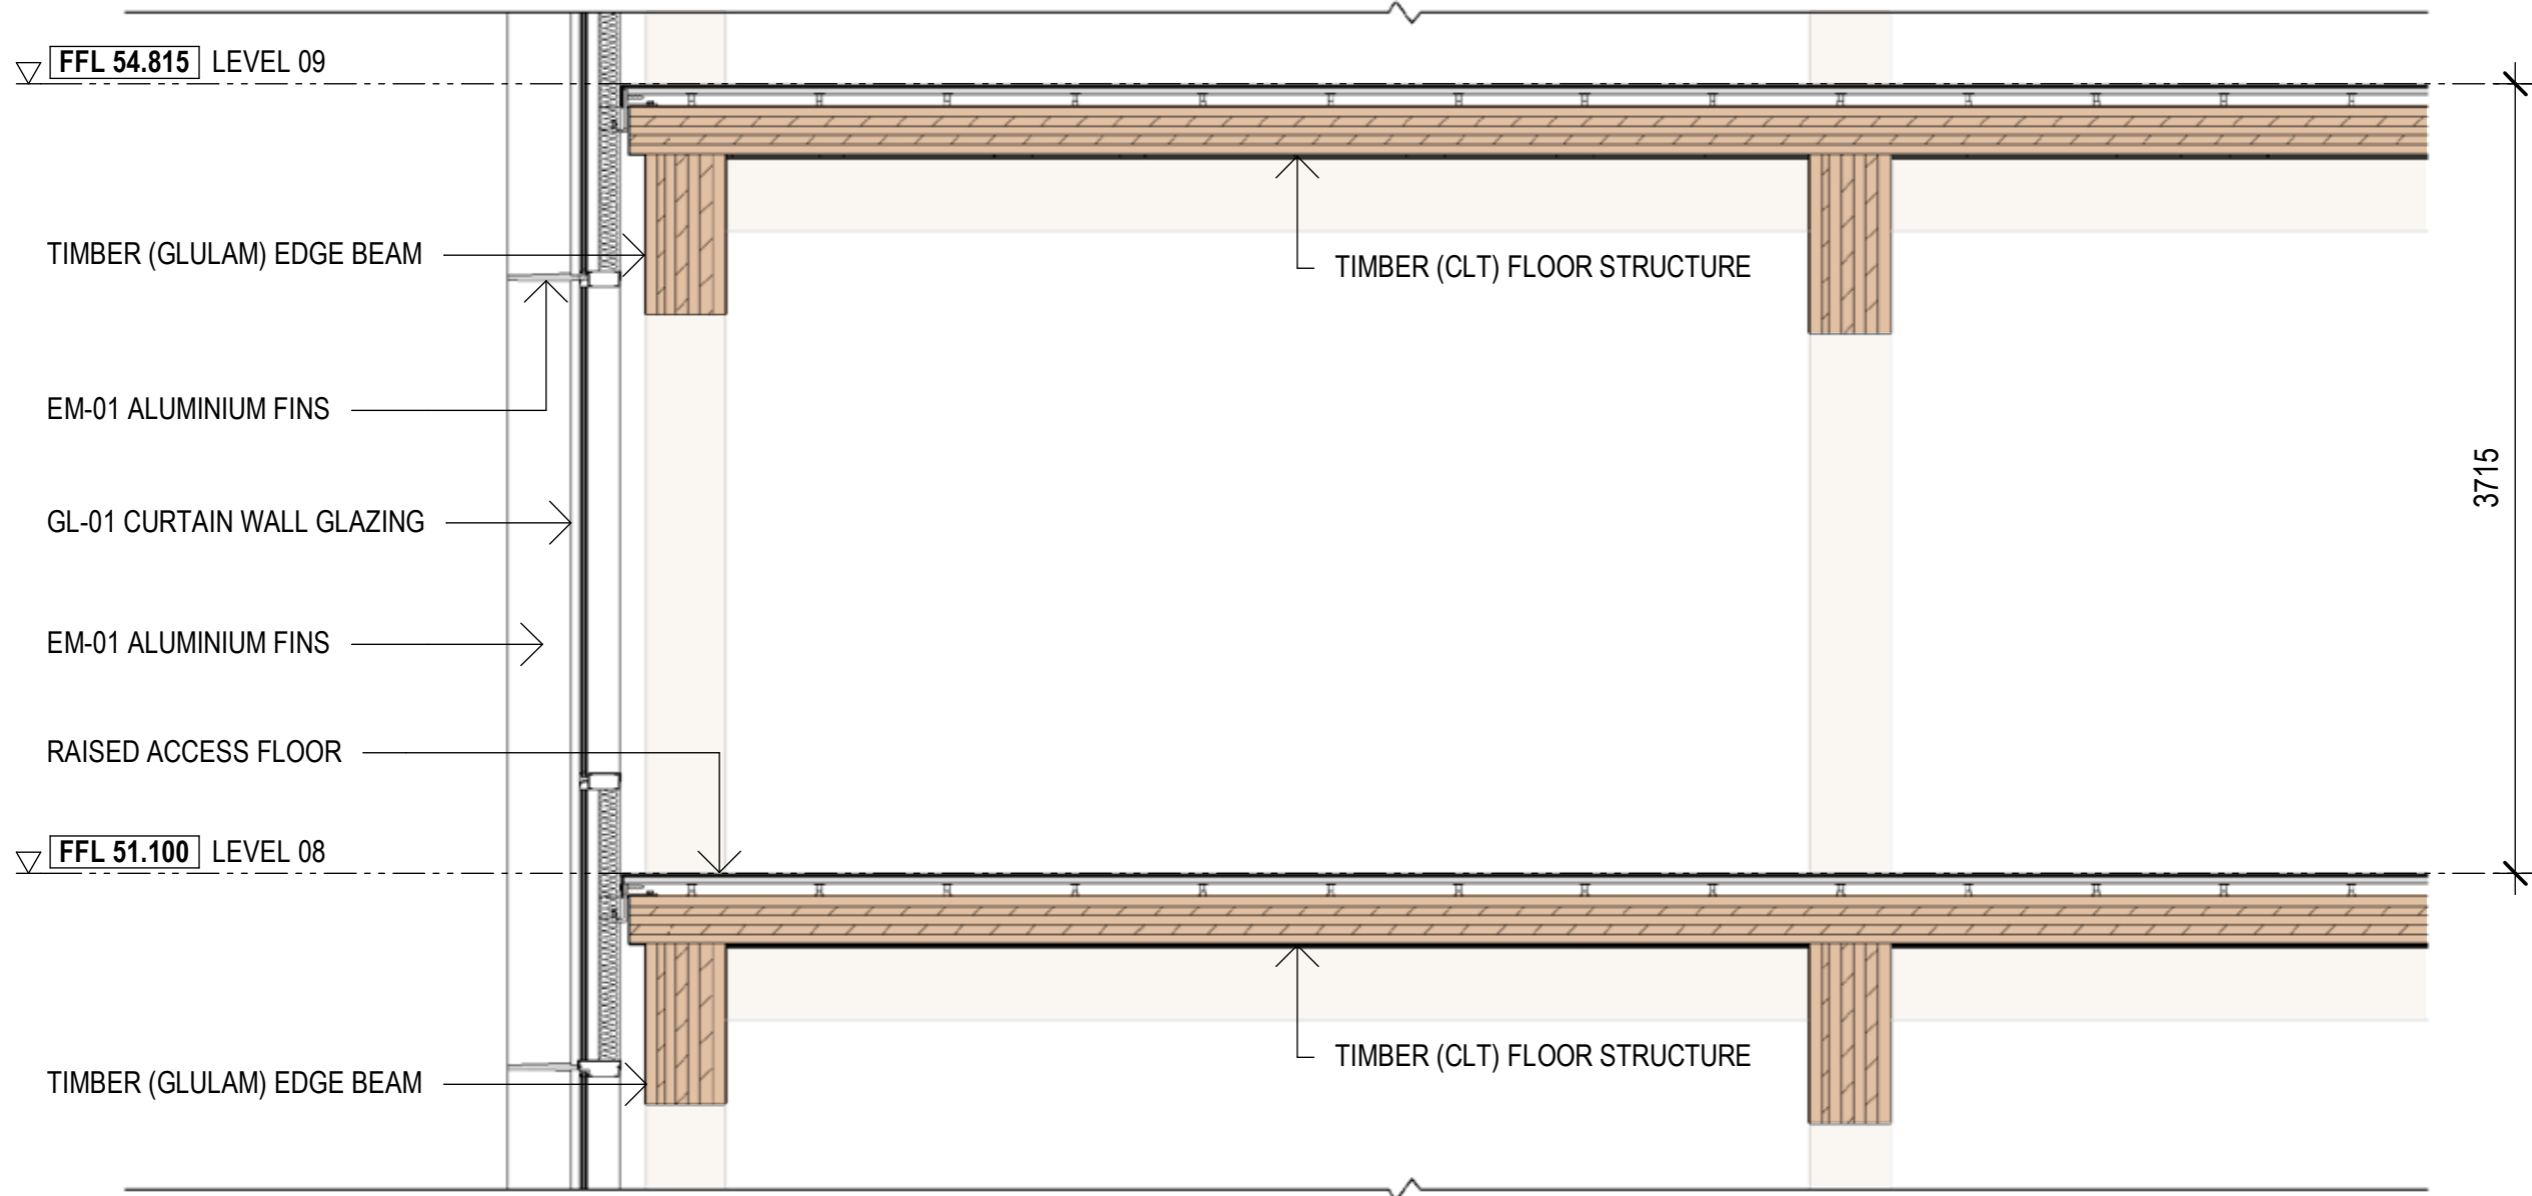 FFL 54.815 LEVEL 09
TIMBER (GLULAM) EDGE BEAM
TIMBER (CLT) FLOOR STRUCTURE
EM-01 ALUMINIUM FINS
3715
GL-01 CURTAIN WALL GLAZING
EM-01 ALUMINIUM FINS
RAISED ACCESS FLOOR
FFL 51.100 LEVEL 08
TIMBER (CLT) FLOOR STRUCTURE
TIMBER (GLULAM) EDGE BEAM